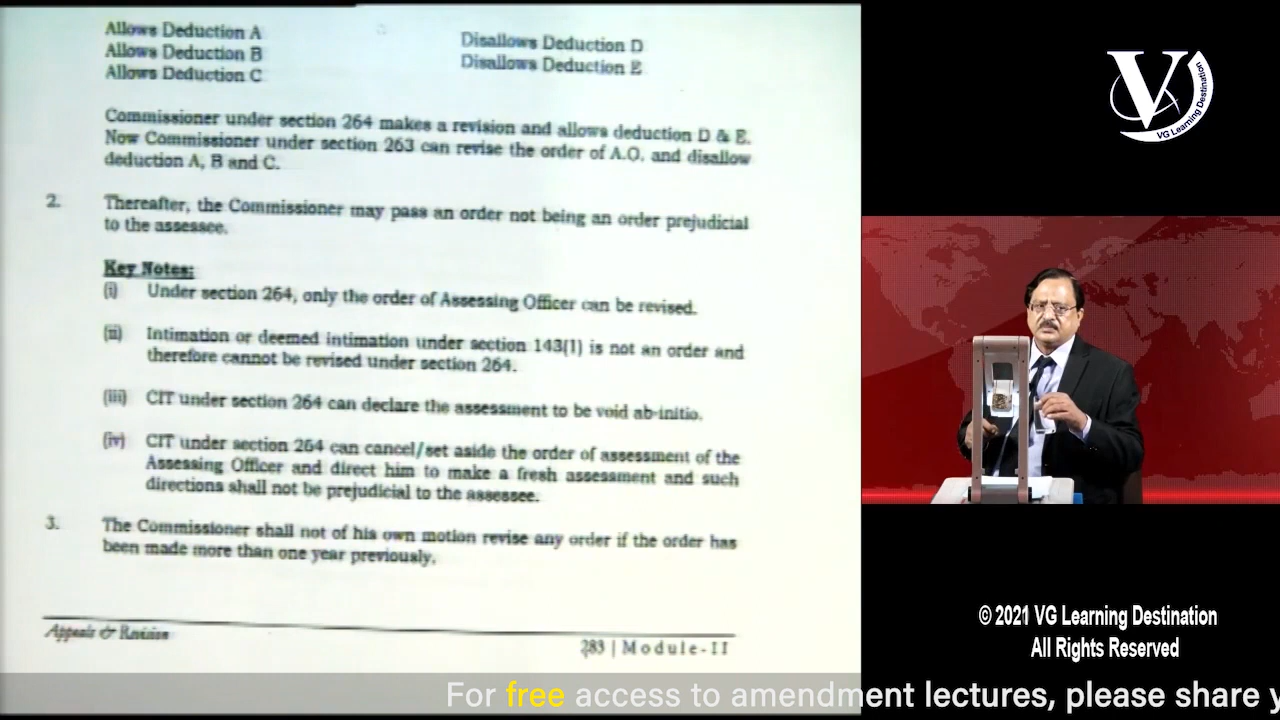 Allows Deduction A
Disallows Deduction D
Allows Deduction B
Disallows Deduction E
Allows Deduction C
Commissioner under section 264 makes a revision and allows deduction D & E.
Now Commissioner under section 263 can revise the order of A.O. and disallow
deduction A, B and C.
2. Thereafter, the Commissioner may pass an order not being an order prejudicial
to the assessee.
Key Notes:
(i) Under section 264, only the order of Assessing Officer can be revised.
(ii) Intimation or deemed intimation under section 143(1) is not an order and
therefore cannot be revised under section 264.
(iii) CIT under section 264 can declare the assessment to be void ab-initio.
(iv) CIT under section 264 can cancel/set aside the order of assessment of the
Assessing Officer and direct him to make a fresh assessment and such
directions shall not be prejudicial to the assessee.
3. The Commissioner shall not of his own motion revise any order if the order has
been made more than one year previously.
Appeals & Revision
283 | Module-II
V
VG Learning Destination
© 2021 VG Learning Destination
All Rights Reserved
For free access to amendment lectures, please share y